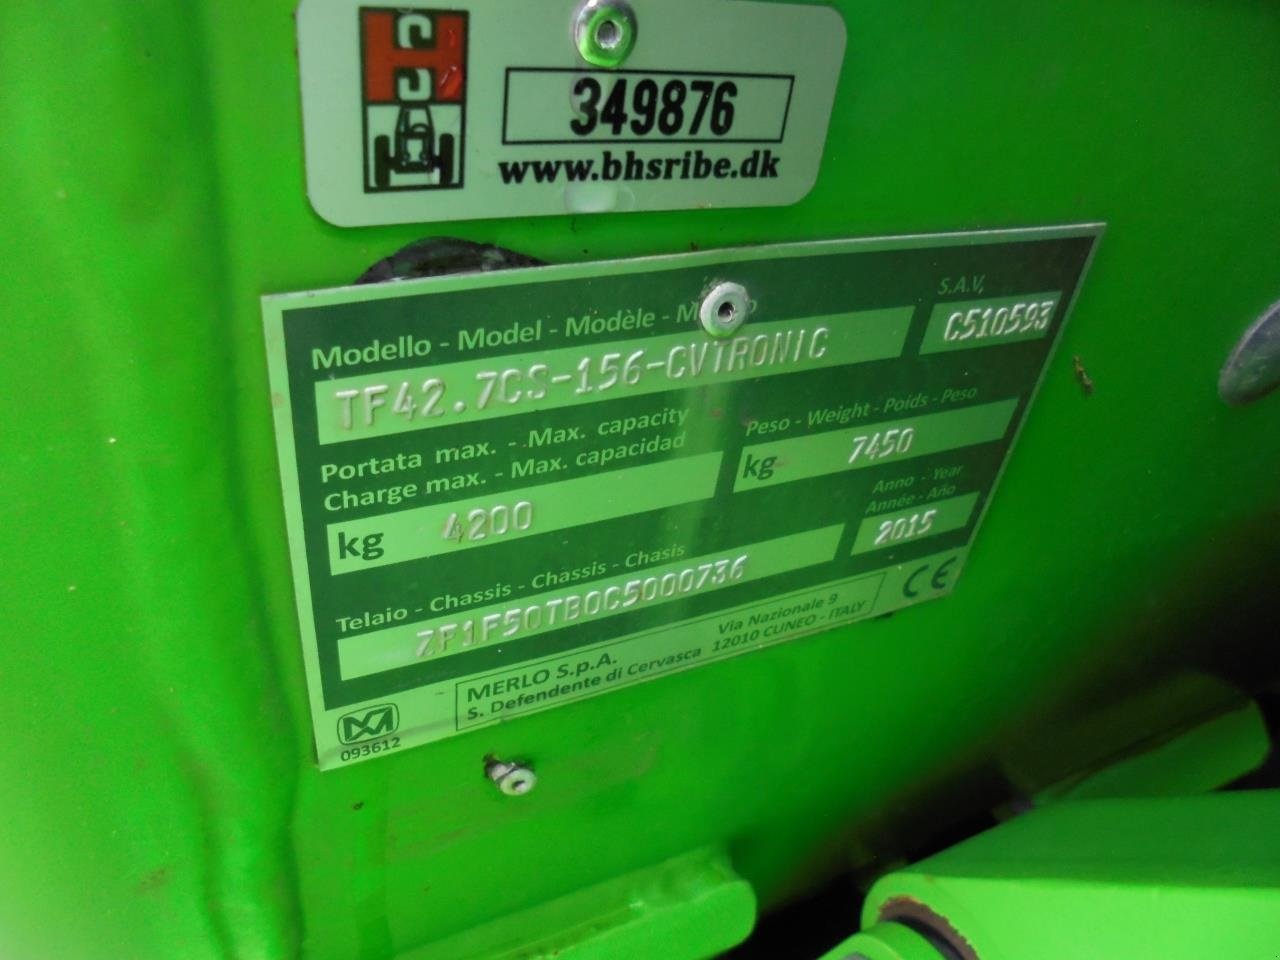 BHS
349876
www.bhsribe.dk
Modello - Model - Modèle -
S.A.V,
TF42.7CS-156-CVTRONIC
C510593
Portata max. - Max. capacity
Charge max. - Max. capacidad
Peso - Weight - Poids - Peso
kg 4200
kg 7450
Anno - Year
Année - Año
2015
Telaio - Chassis - Chassis - Chasis
ZF1F50TB0C5000736
MERLO S.p.A.
S. Defendente di Cervasca
Via Nazionale 9
12010 CUNEO - ITALY
CE
093612